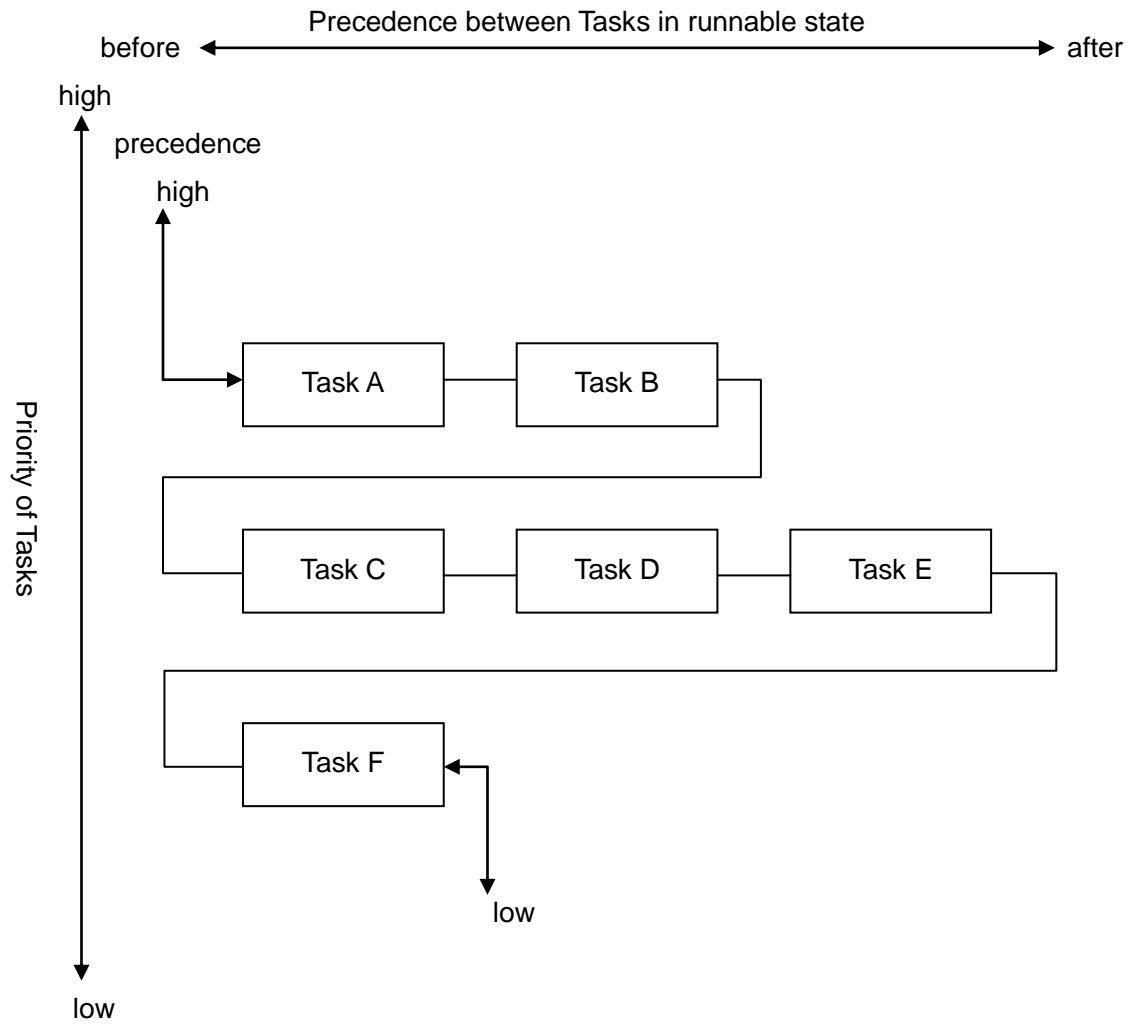 Precedence between Tasks in runnable state
before
after
high
precedence
high
Task A
Task B
Priority of Tasks
Task C
Task D
Task E
Task F
low
low